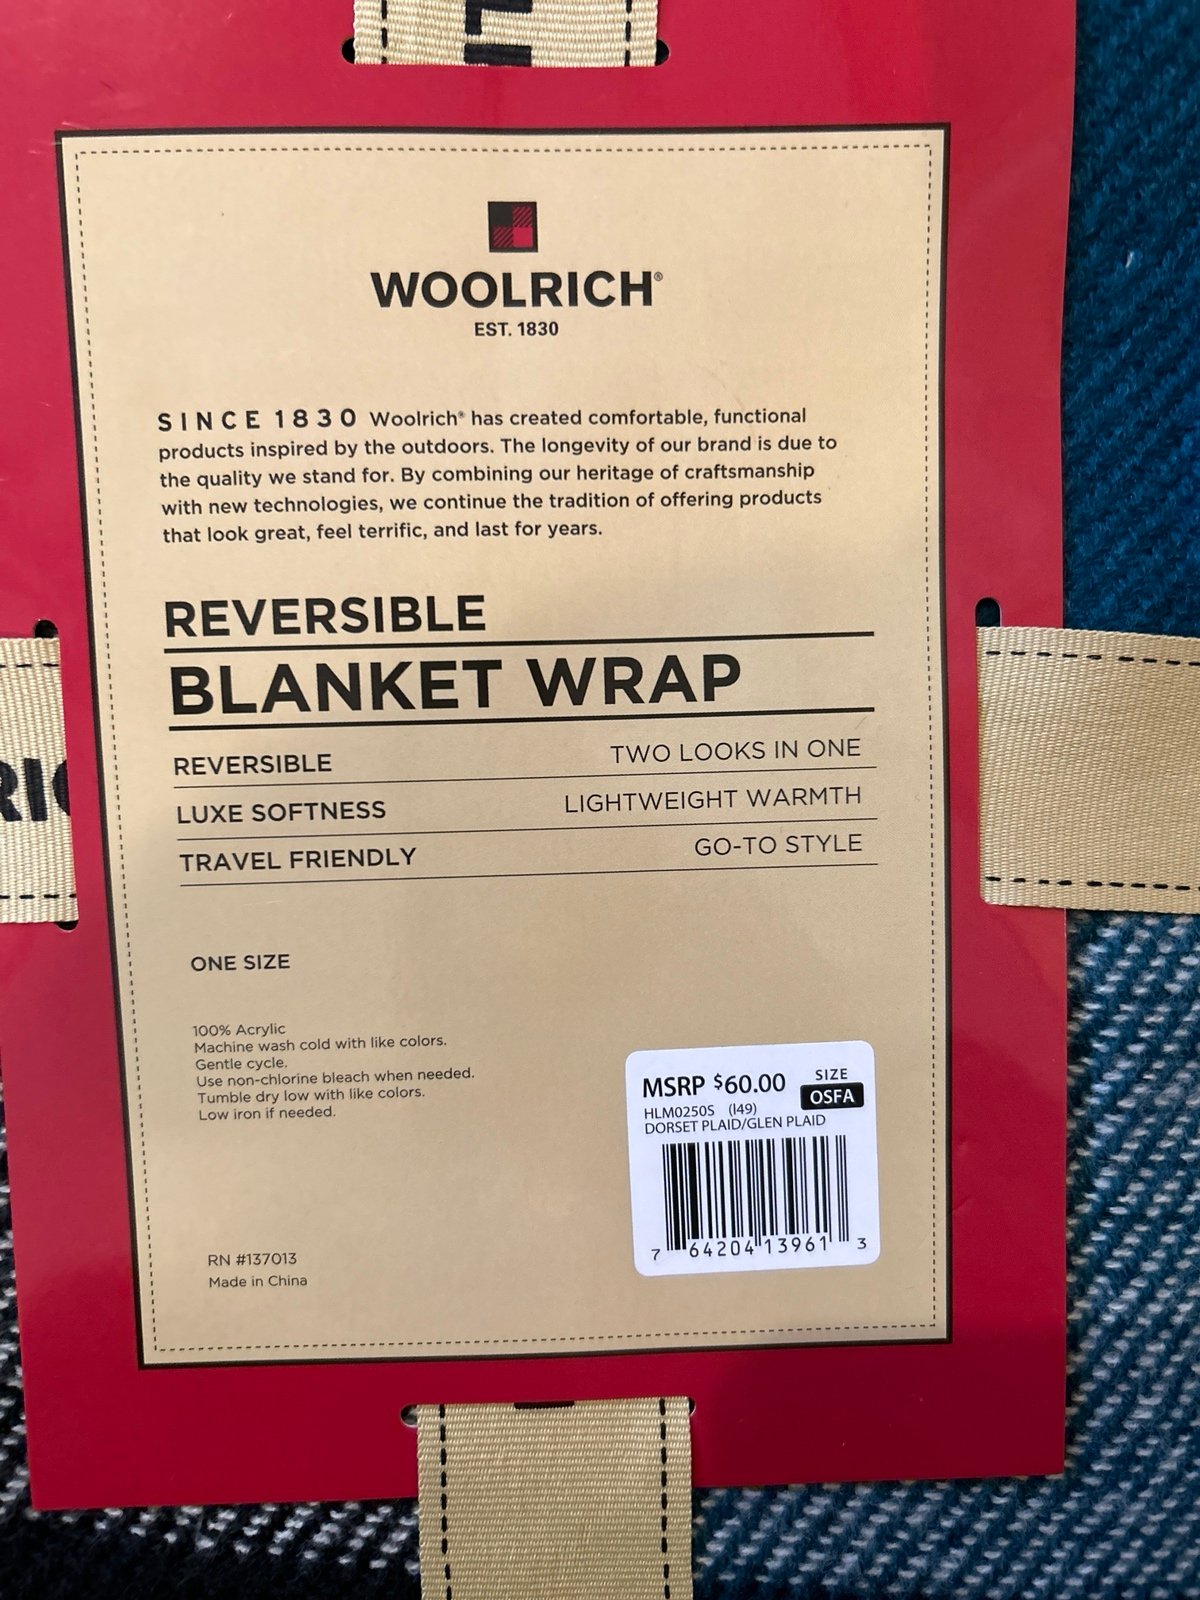 WOOLRICH®
EST. 1830
SINCE 1830 Woolrich® has created comfortable, functional
products inspired by the outdoors. The longevity of our brand is due to
the quality we stand for. By combining our heritage of craftsmanship
with new technologies, we continue the tradition of offering products
that look great, feel terrific, and last for years.
REVERSIBLE
BLANKET WRAP
REVERSIBLE TWO LOOKS IN ONE
LUXE SOFTNESS LIGHTWEIGHT WARMTH
TRAVEL FRIENDLY GO-TO STYLE
RIC
ONE SIZE
100% Acrylic
Machine wash cold with like colors.
Gentle cycle.
Use non-chlorine bleach when needed.
Tumble dry low with like colors.
Low iron if needed.
MSRP $60.00 SIZE
OSFA
HLM0250S (I49)
DORSET PLAID/GLEN PLAID
7 64204 13961 3
RN #137013
Made in China